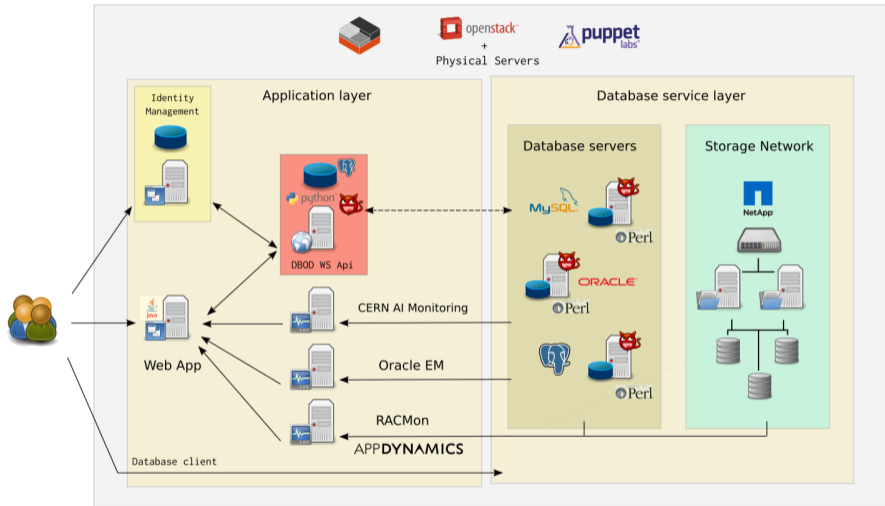 openstack
+
Physical Servers
puppet
labs
Identity
Management
Application layer
Database service layer
python
DBOD WS Api
Database servers
MySQL
Perl
ORACLE
Perl
Perl
Storage Network
NetApp
Java
Web App
CERN AI Monitoring
Oracle EM
RACMon
APPDYNAMICS
Database client